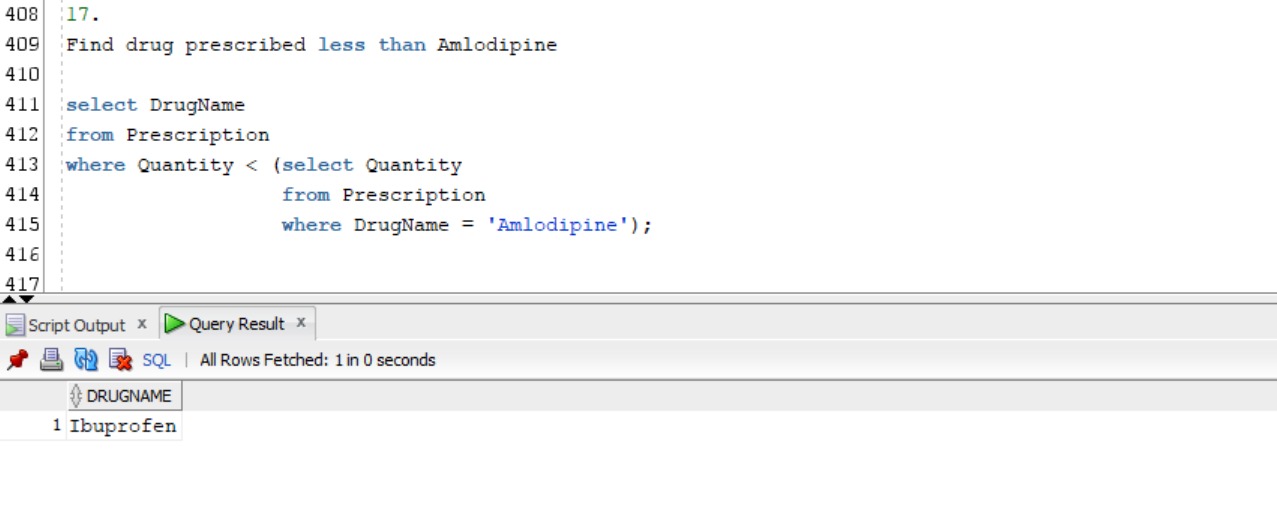 408 17.
409 Find drug prescribed less than Amlodipine
410
411 select DrugName
412 from Prescription
413 where Quantity < (select Quantity
414 from Prescription
415 where DrugName = 'Amlodipine');
416
417
Script Output x Query Result x
SQL | All Rows Fetched: 1 in 0 seconds
DRUGNAME
1 Ibuprofen